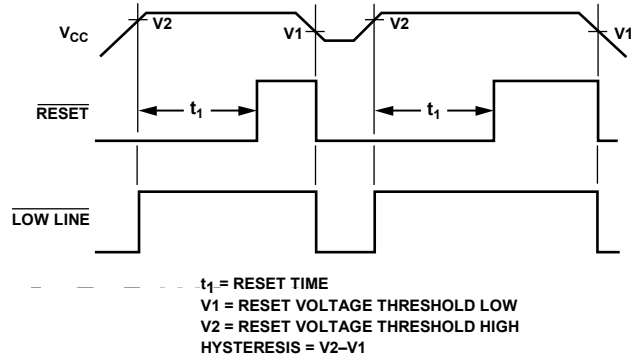 V2 V1 V2 V1
VCC
t1 t1
RESET
LOW LINE
t1 = RESET TIME
V1 = RESET VOLTAGE THRESHOLD LOW
V2 = RESET VOLTAGE THRESHOLD HIGH
HYSTERESIS = V2–V1